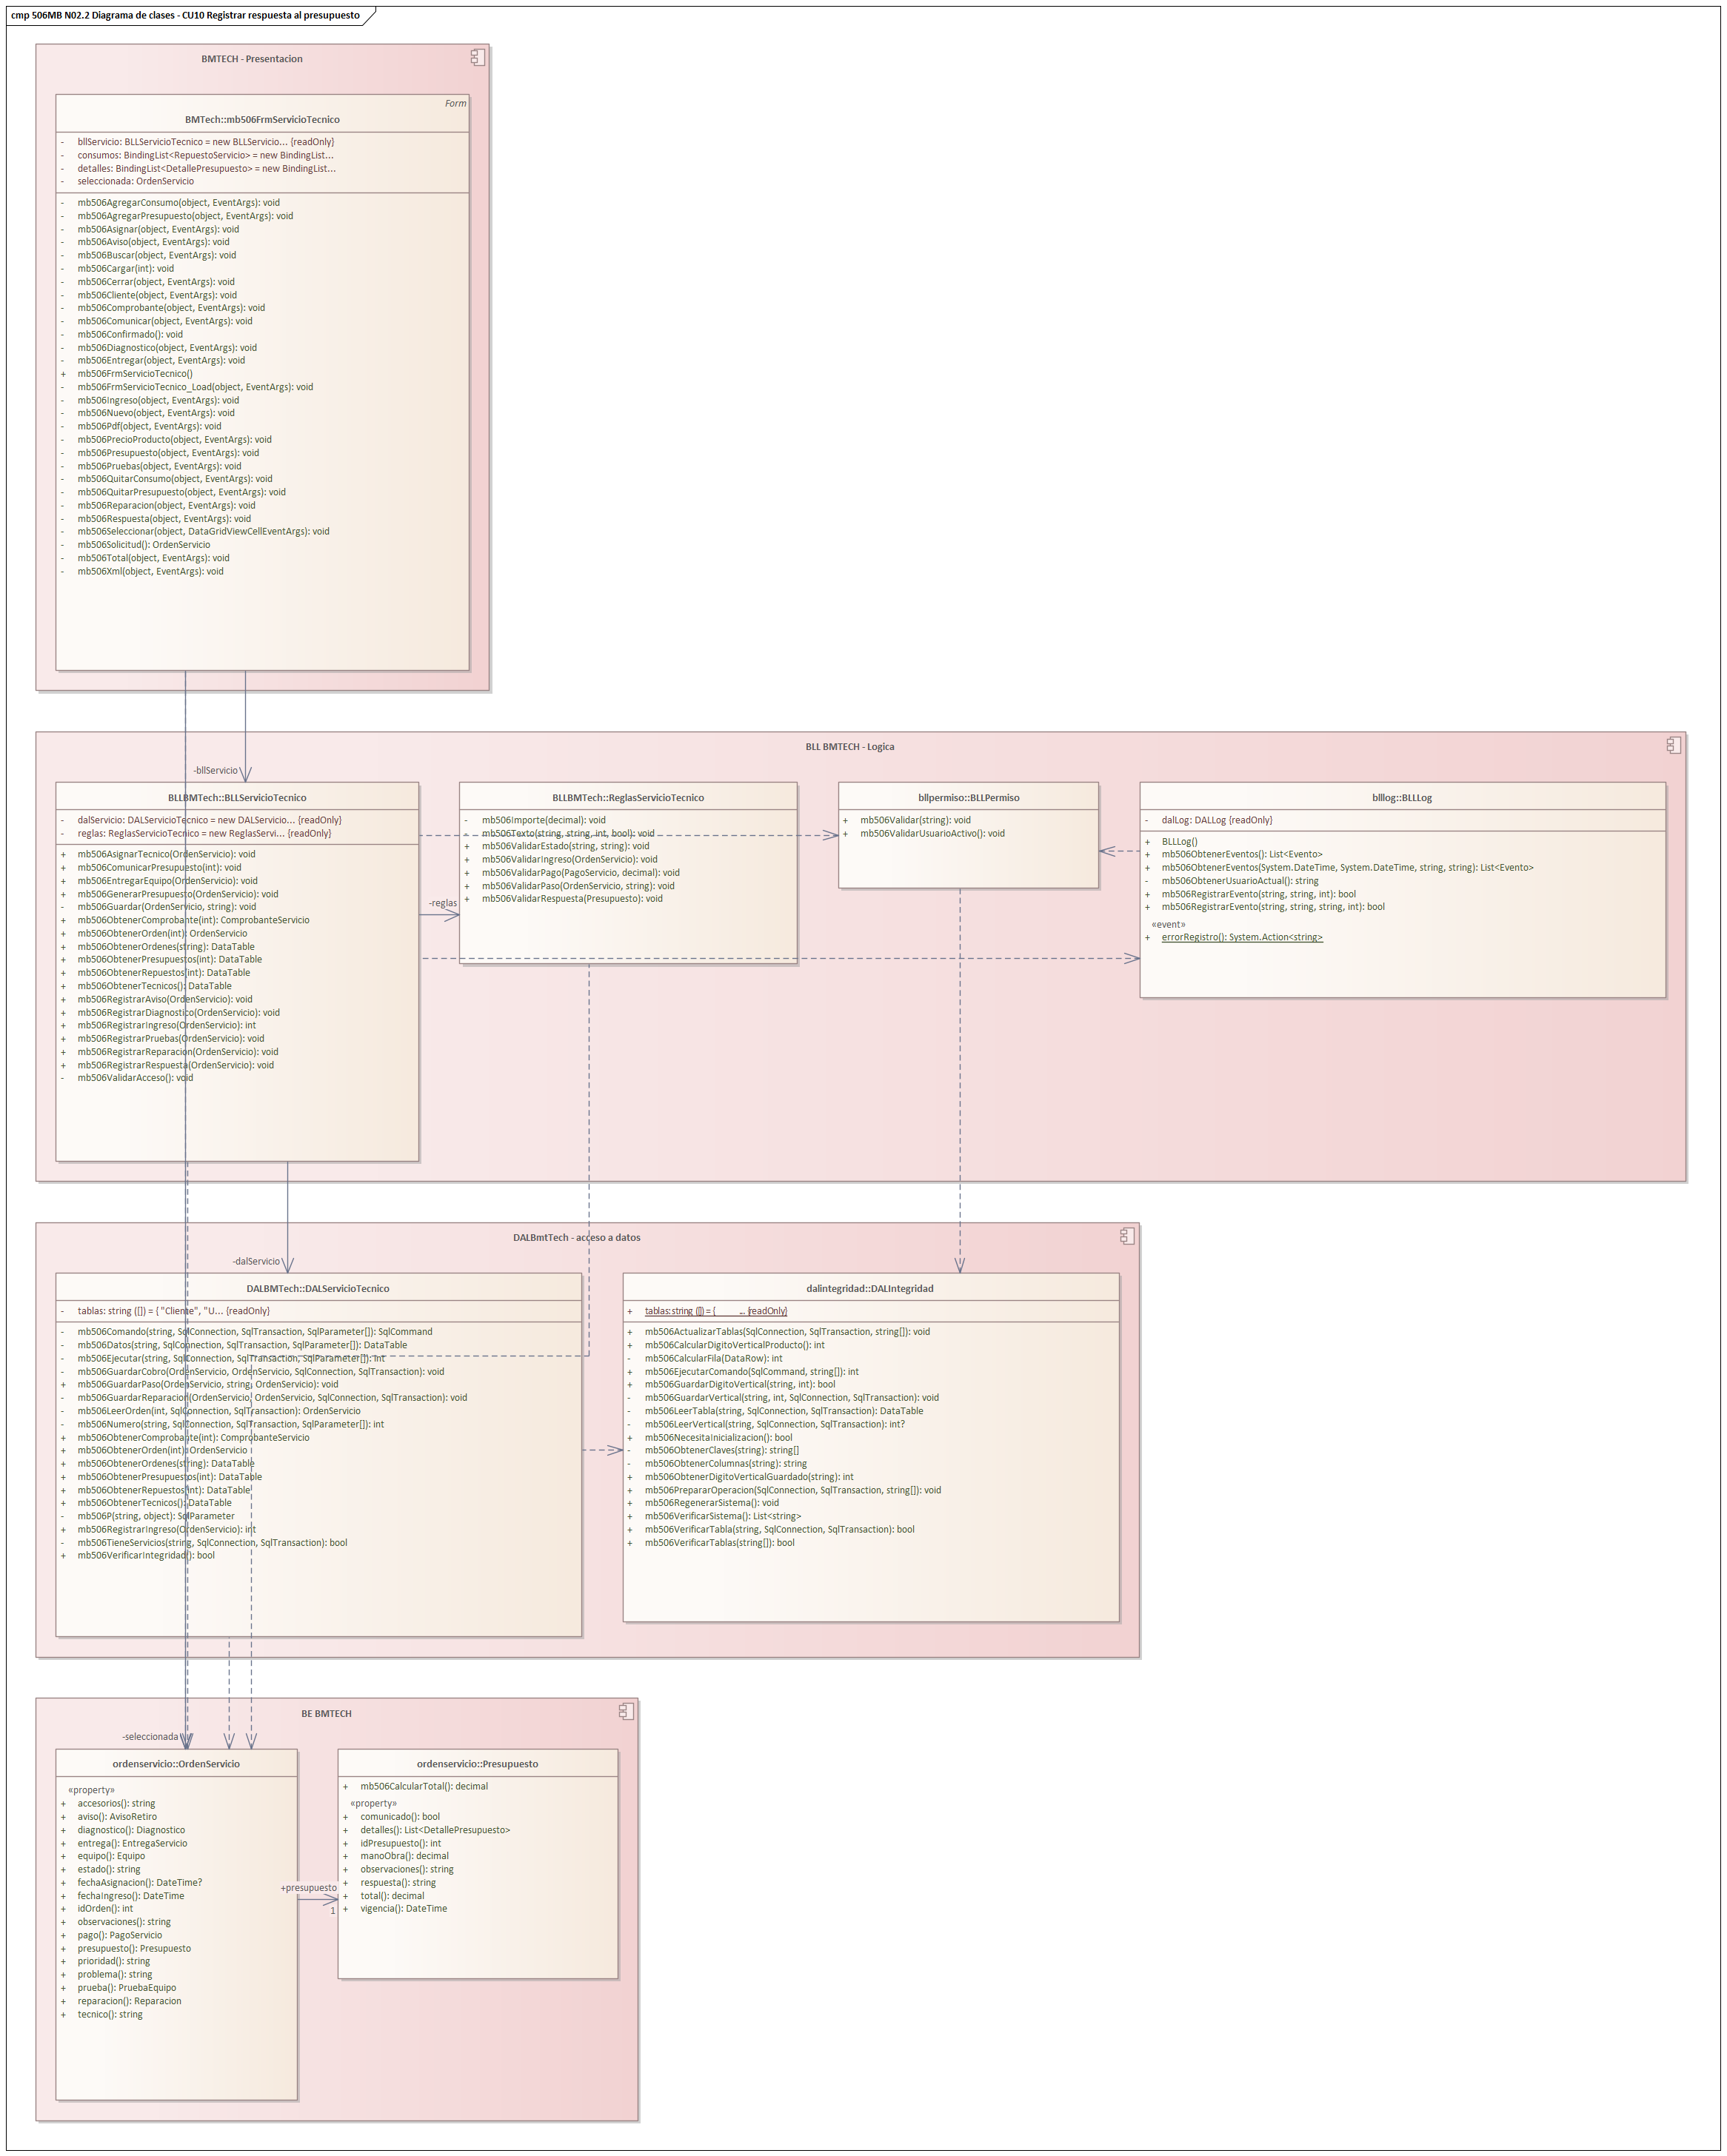 cmp 506MB N02.2 Diagrama de clases - CU10 Registrar respuesta al presupuesto
BMTECH - Presentacion
Form
BMTech::mb506FrmServicioTecnico
- bllServicio: BLLServicioTecnico = new BLLServicio... {readOnly}
- consumos: BindingList<RepuestoServicio> = new BindingList...
- detalles: BindingList<DetallePresupuesto> = new BindingList...
- seleccionada: OrdenServicio
- mb506AgregarConsumo(object, EventArgs): void
- mb506AgregarPresupuesto(object, EventArgs): void
- mb506Asignar(object, EventArgs): void
- mb506Aviso(object, EventArgs): void
- mb506Buscar(object, EventArgs): void
- mb506Cargar(int): void
- mb506Cerrar(object, EventArgs): void
- mb506Cliente(object, EventArgs): void
- mb506Comprobante(object, EventArgs): void
- mb506Comunicar(object, EventArgs): void
- mb506Confirmado(): void
- mb506Diagnostico(object, EventArgs): void
- mb506Entregar(object, EventArgs): void
+ mb506FrmServicioTecnico()
- mb506FrmServicioTecnico_Load(object, EventArgs): void
- mb506Ingreso(object, EventArgs): void
- mb506Nuevo(object, EventArgs): void
- mb506Pdf(object, EventArgs): void
- mb506PrecioProducto(object, EventArgs): void
- mb506Presupuesto(object, EventArgs): void
- mb506Pruebas(object, EventArgs): void
- mb506QuitarConsumo(object, EventArgs): void
- mb506QuitarPresupuesto(object, EventArgs): void
- mb506Reparacion(object, EventArgs): void
- mb506Respuesta(object, EventArgs): void
- mb506Seleccionar(object, DataGridViewCellEventArgs): void
- mb506Solicitud(): OrdenServicio
- mb506Total(object, EventArgs): void
- mb506Xml(object, EventArgs): void
BLL BMTECH - Logica
-bllServicio
BLLBMTech::BLLServicioTecnico
- dalServicio: DALServicioTecnico = new DALServicio... {readOnly}
- reglas: ReglasServicioTecnico = new ReglasServi... {readOnly}
+ mb506AsignarTecnico(OrdenServicio): void
+ mb506ComunicarPresupuesto(int): void
+ mb506EntregarEquipo(OrdenServicio): void
+ mb506GenerarPresupuesto(OrdenServicio): void
- mb506Guardar(OrdenServicio, string): void
+ mb506ObtenerComprobante(int): ComprobanteServicio
+ mb506ObtenerOrden(int): OrdenServicio
+ mb506ObtenerOrdenes(string): DataTable
+ mb506ObtenerPresupuestos(int): DataTable
+ mb506ObtenerRepuestos(int): DataTable
+ mb506ObtenerTecnicos(): DataTable
+ mb506RegistrarAviso(OrdenServicio): void
+ mb506RegistrarDiagnostico(OrdenServicio): void
+ mb506RegistrarIngreso(OrdenServicio): int
+ mb506RegistrarPruebas(OrdenServicio): void
+ mb506RegistrarReparacion(OrdenServicio): void
+ mb506RegistrarRespuesta(OrdenServicio): void
- mb506ValidarAcceso(): void
-reglas
BLLBMTech::ReglasServicioTecnico
- mb506Importe(decimal): void
- mb506Texto(string, string, int, bool): void
+ mb506ValidarEstado(string, string): void
+ mb506ValidarIngreso(OrdenServicio): void
+ mb506ValidarPago(PagoServicio, decimal): void
+ mb506ValidarPaso(OrdenServicio, string): void
+ mb506ValidarRespuesta(Presupuesto): void
bllpermiso::BLLPermiso
+ mb506Validar(string): void
+ mb506ValidarUsuarioActivo(): void
blllog::BLLLog
- dalLog: DALLog {readOnly}
+ BLLLog()
+ mb506ObtenerEventos(): List<Evento>
+ mb506ObtenerEventos(System.DateTime, System.DateTime, string, string): List<Evento>
- mb506ObtenerUsuarioActual(): string
+ mb506RegistrarEvento(string, string, int): bool
+ mb506RegistrarEvento(string, string, string, int): bool
«event»
+ errorRegistro(): System.Action<string>
DALBmtTech - acceso a datos
-dalServicio
DALBMTech::DALServicioTecnico
- tablas: string ([]) = { "Cliente", "U... {readOnly}
- mb506Comando(string, SqlConnection, SqlTransaction, SqlParameter[]): SqlCommand
- mb506Datos(string, SqlConnection, SqlTransaction, SqlParameter[]): DataTable
- mb506Ejecutar(string, SqlConnection, SqlTransaction, SqlParameter[]): int
- mb506GuardarCobro(OrdenServicio, OrdenServicio, SqlConnection, SqlTransaction): void
+ mb506GuardarPaso(OrdenServicio, string, OrdenServicio): void
- mb506GuardarReparacion(OrdenServicio, OrdenServicio, SqlConnection, SqlTransaction): void
- mb506LeerOrden(int, SqlConnection, SqlTransaction): OrdenServicio
- mb506Numero(string, SqlConnection, SqlTransaction, SqlParameter[]): int
+ mb506ObtenerComprobante(int): ComprobanteServicio
+ mb506ObtenerOrden(int): OrdenServicio
+ mb506ObtenerOrdenes(string): DataTable
+ mb506ObtenerPresupuestos(int): DataTable
+ mb506ObtenerRepuestos(int): DataTable
+ mb506ObtenerTecnicos(): DataTable
- mb506P(string, object): SqlParameter
+ mb506RegistrarIngreso(OrdenServicio): int
- mb506TieneServicios(string, SqlConnection, SqlTransaction): bool
+ mb506VerificarIntegridad(): bool
dalintegridad::DALIntegridad
+ tablas: string ([]) = { ... {readOnly}
+ mb506ActualizarTablas(SqlConnection, SqlTransaction, string[]): void
+ mb506CalcularDigitoVerticalProducto(): int
- mb506CalcularFila(DataRow): int
+ mb506EjecutarComando(SqlCommand, string[]): int
+ mb506GuardarDigitoVertical(string, int): bool
- mb506GuardarVertical(string, int, SqlConnection, SqlTransaction): void
- mb506LeerTabla(string, SqlConnection, SqlTransaction): DataTable
- mb506LeerVertical(string, SqlConnection, SqlTransaction): int?
+ mb506NecesitaInicializacion(): bool
- mb506ObtenerClaves(string): string[]
- mb506ObtenerColumnas(string): string
+ mb506ObtenerDigitoVerticalGuardado(string): int
+ mb506PrepararOperacion(SqlConnection, SqlTransaction, string[]): void
+ mb506RegenerarSistema(): void
+ mb506VerificarSistema(): List<string>
+ mb506VerificarTabla(string, SqlConnection, SqlTransaction): bool
+ mb506VerificarTablas(string[]): bool
BE BMTECH
-seleccionada
ordenservicio::OrdenServicio
«property»
+ accesorios(): string
+ aviso(): AvisoRetiro
+ diagnostico(): Diagnostico
+ entrega(): EntregaServicio
+ equipo(): Equipo
+ estado(): string
+ fechaAsignacion(): DateTime?
+ fechaIngreso(): DateTime
+ idOrden(): int
+ observaciones(): string
+ pago(): PagoServicio
+ presupuesto(): Presupuesto
+ prioridad(): string
+ problema(): string
+ prueba(): PruebaEquipo
+ reparacion(): Reparacion
+ tecnico(): string
+presupuesto
1
ordenservicio::Presupuesto
+ mb506CalcularTotal(): decimal
«property»
+ comunicado(): bool
+ detalles(): List<DetallePresupuesto>
+ idPresupuesto(): int
+ manoObra(): decimal
+ observaciones(): string
+ respuesta(): string
+ total(): decimal
+ vigencia(): DateTime